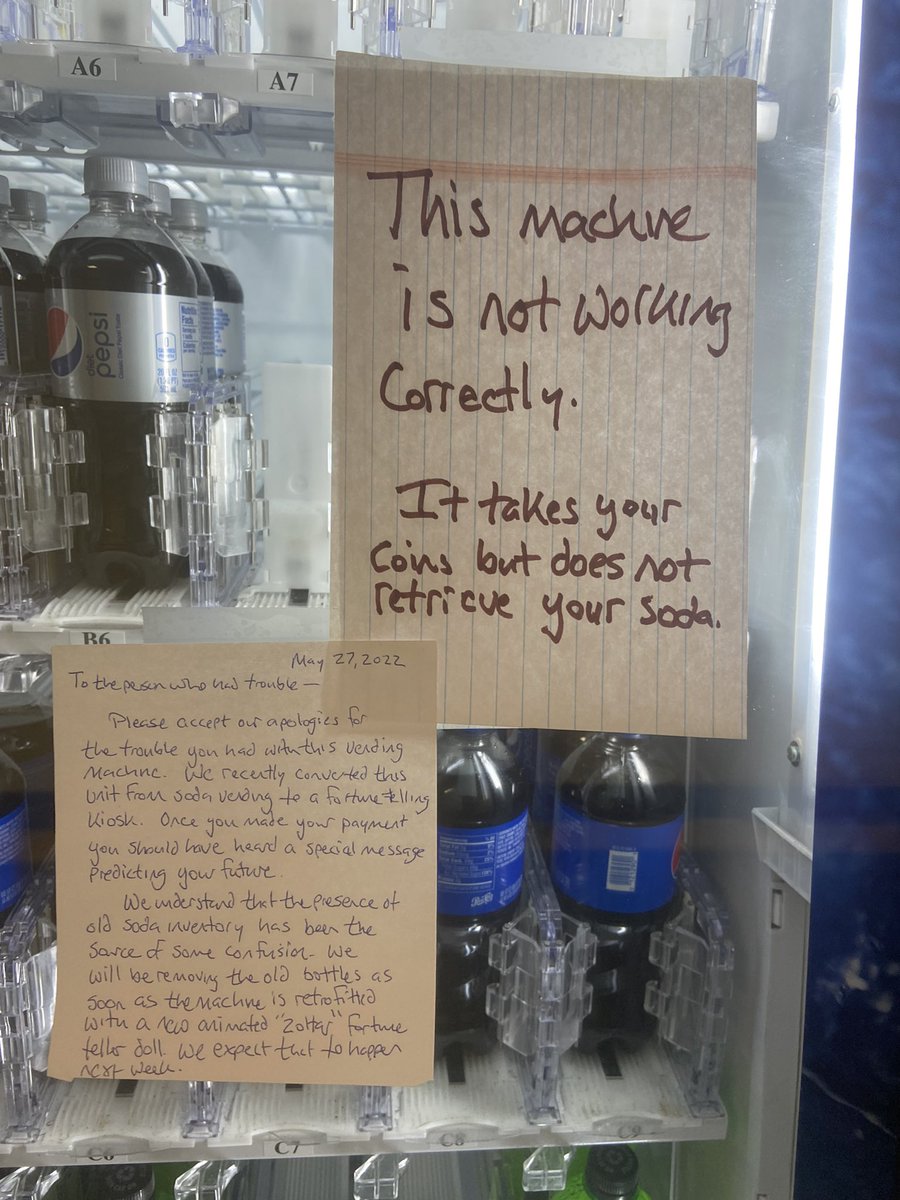 A6
A7
This machine
is not working
Correctly.
It takes your
coins but does not
retrieve your soda.
diet
pepsi
Nutrition
Facts
B6
May 27, 2022
To the person who had trouble —
Please accept our apologies for
the trouble you had with this vending
machine. We recently converted this
unit from soda vending to a fortune telling
Kiosk. Once you made your payment
you should have heard a special message
predicting your future.
We understand that the presence of
old soda inventory has been the
source of some confusion. We
will be removing the old bottles as
soon as the machine is retrofitted
with a new animated "Zoltar" fortune
teller doll. We expect that to happen
next week.
C6
C7
C8
C9